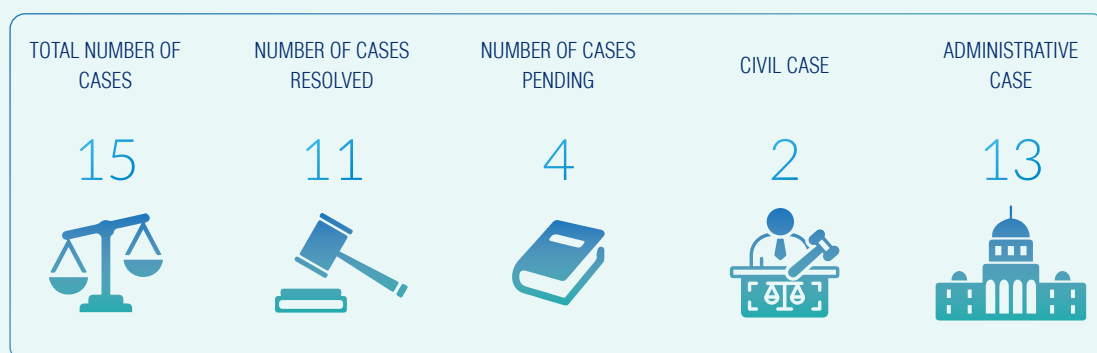 TOTAL NUMBER OF
CASES
15
NUMBER OF CASES
RESOLVED
11
NUMBER OF CASES
PENDING
4
CIVIL CASE
2
ADMINISTRATIVE
CASE
13